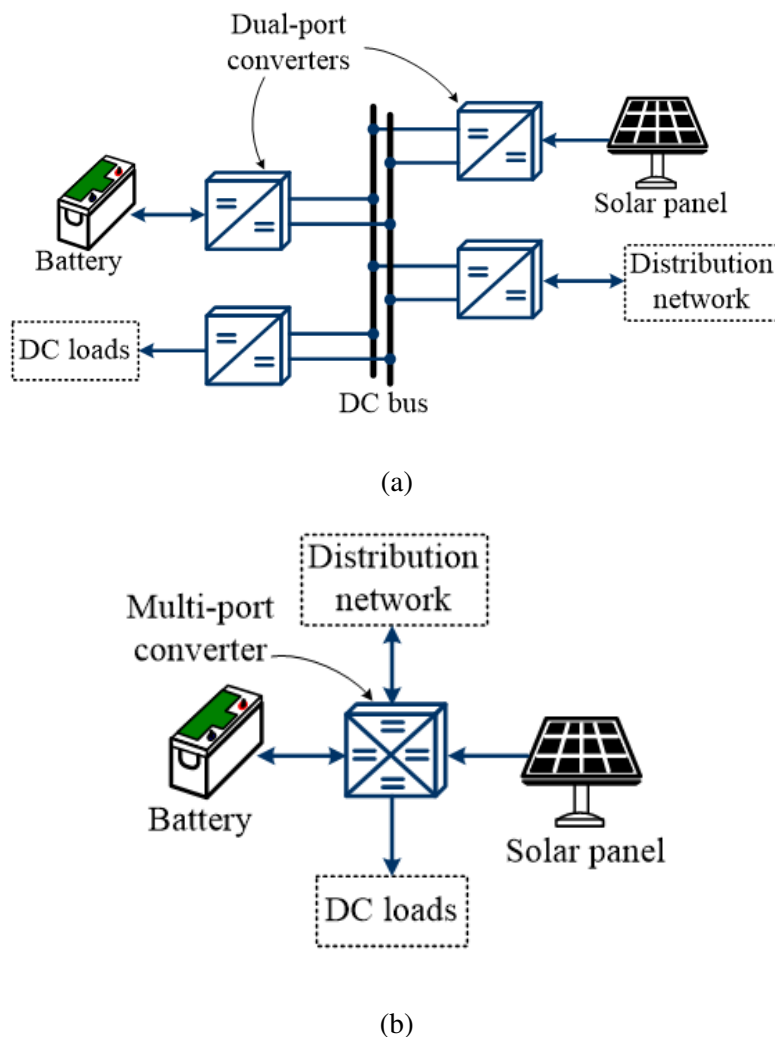 Dual-port
converters
Battery
Solar panel
Distribution
network
DC loads
DC bus
(a)
Distribution
network
Multi-port
converter
Battery
Solar panel
DC loads
(b)